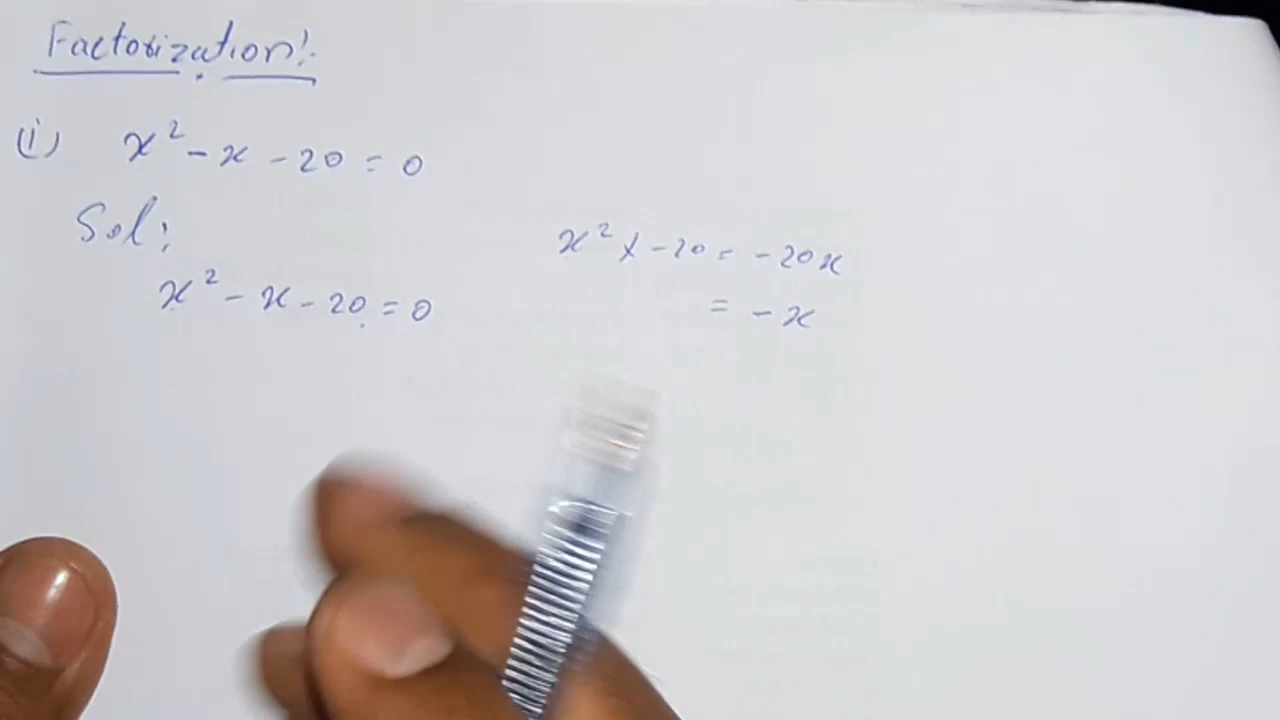 Factorization:
(i) x² - x - 20 = 0
Sol:
x² - x - 20 = 0
x² × -20 = -20x
= -x